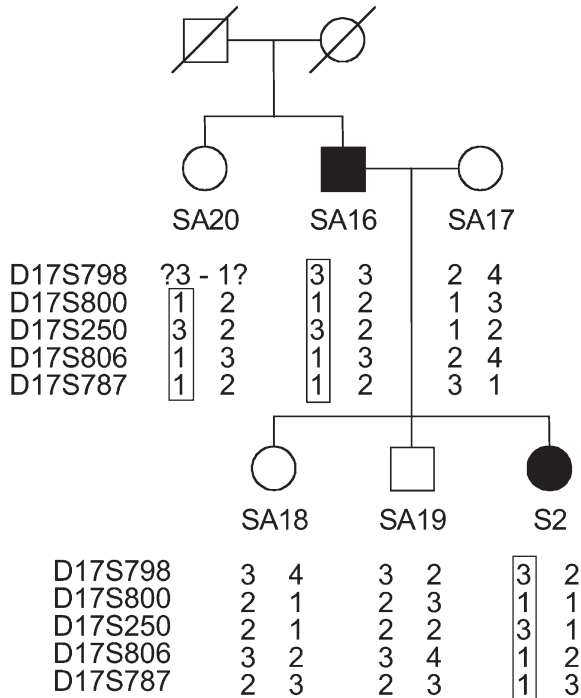 SA20 SA16 SA17
D17S798 ?3 - 1? 3 3 2 4
D17S800 1 2 1 2 1 3
D17S250 3 2 3 2 1 2
D17S806 1 3 1 3 2 4
D17S787 1 2 1 2 3 1
SA18 SA19 S2
D17S798 3 4 3 2 3 2
D17S800 2 1 2 3 1 1
D17S250 2 1 2 2 3 1
D17S806 3 2 3 4 1 2
D17S787 2 3 2 3 1 3